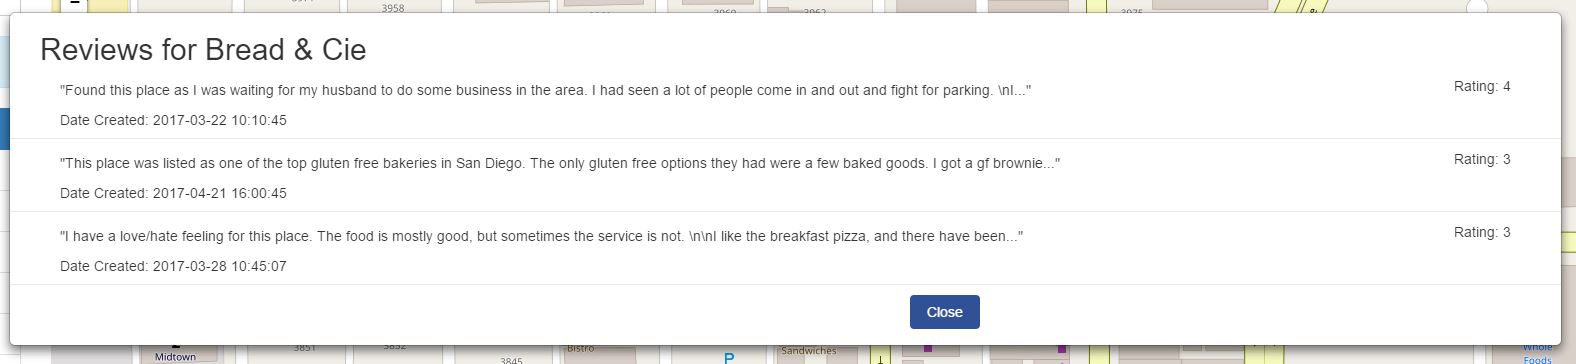 3958
3960
3962
3975
Reviews for Bread & Cie
"Found this place as I was waiting for my husband to do some business in the area. I had seen a lot of people come in and out and fight for parking. \nI..."
Rating: 4
Date Created: 2017-03-22 10:10:45
"This place was listed as one of the top gluten free bakeries in San Diego. The only gluten free options they had were a few baked goods. I got a gf brownie..."
Rating: 3
Date Created: 2017-04-21 16:00:45
"I have a love/hate feeling for this place. The food is mostly good, but sometimes the service is not. \n\nI like the breakfast pizza, and there have been..."
Rating: 3
Date Created: 2017-03-28 10:45:07
Close
3851
3852
Bistro
Sandwiches
Whole
Foods
Midtown
3845
P